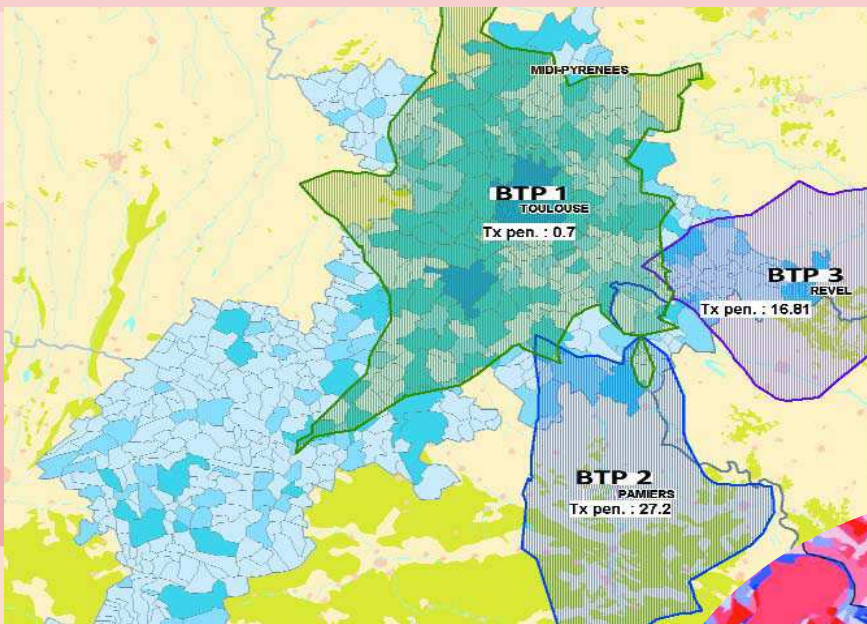 MIDI-PYRENEES
BTP 1
TOULOUSE
Tx pen. : 0.7
BTP 3
REVEL
Tx pen. : 16.81
BTP 2
PAMIERS
Tx pen. : 27.2